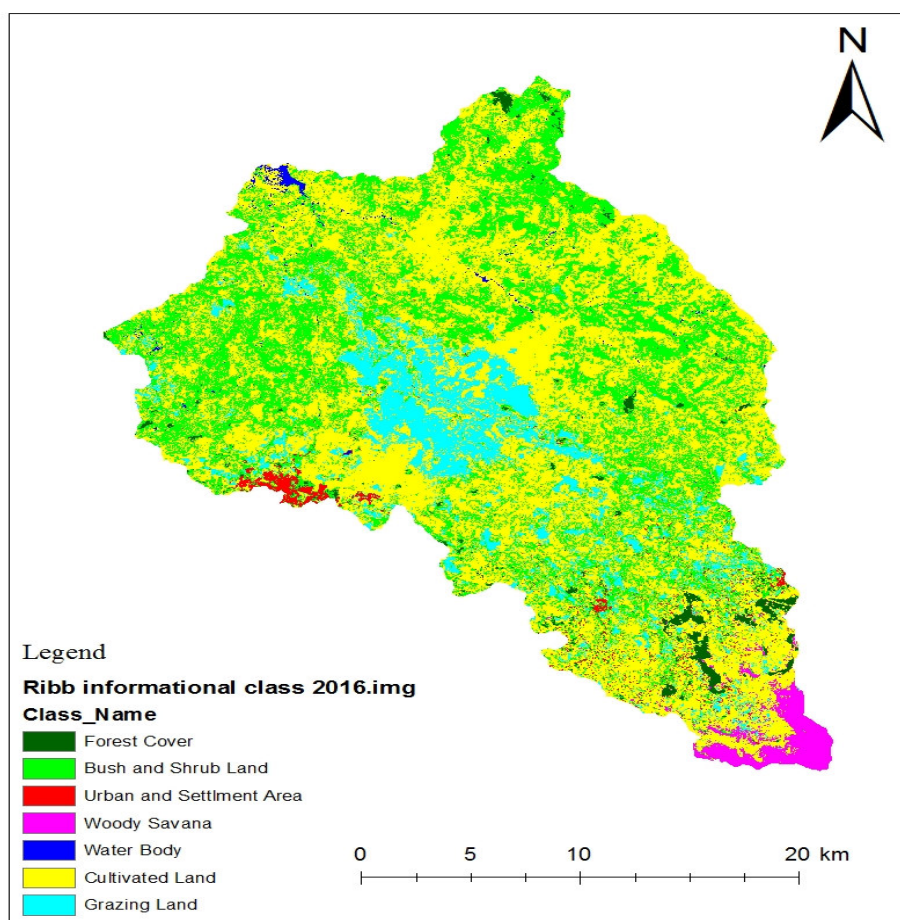 N
Legend
Ribb informational class 2016.img
Class_Name
Forest Cover
Bush and Shrub Land
Urban and Settlment Area
Woody Savana
Water Body
Cultivated Land
Grazing Land
0 5 10 20 km